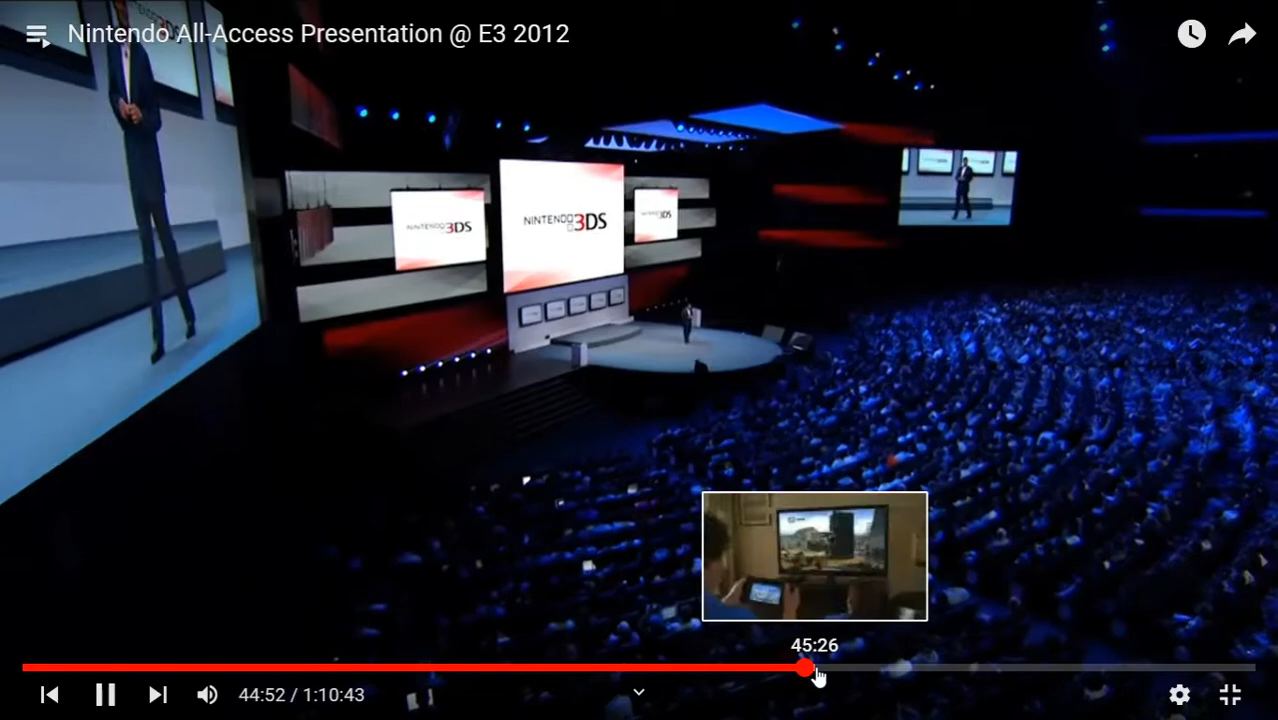 Nintendo All-Access Presentation @ E3 2012
3DS
NINTENDO 3DS
NINTENDO 3DS
NINTENDO 3DS
45:26
44:52 / 1:10:43